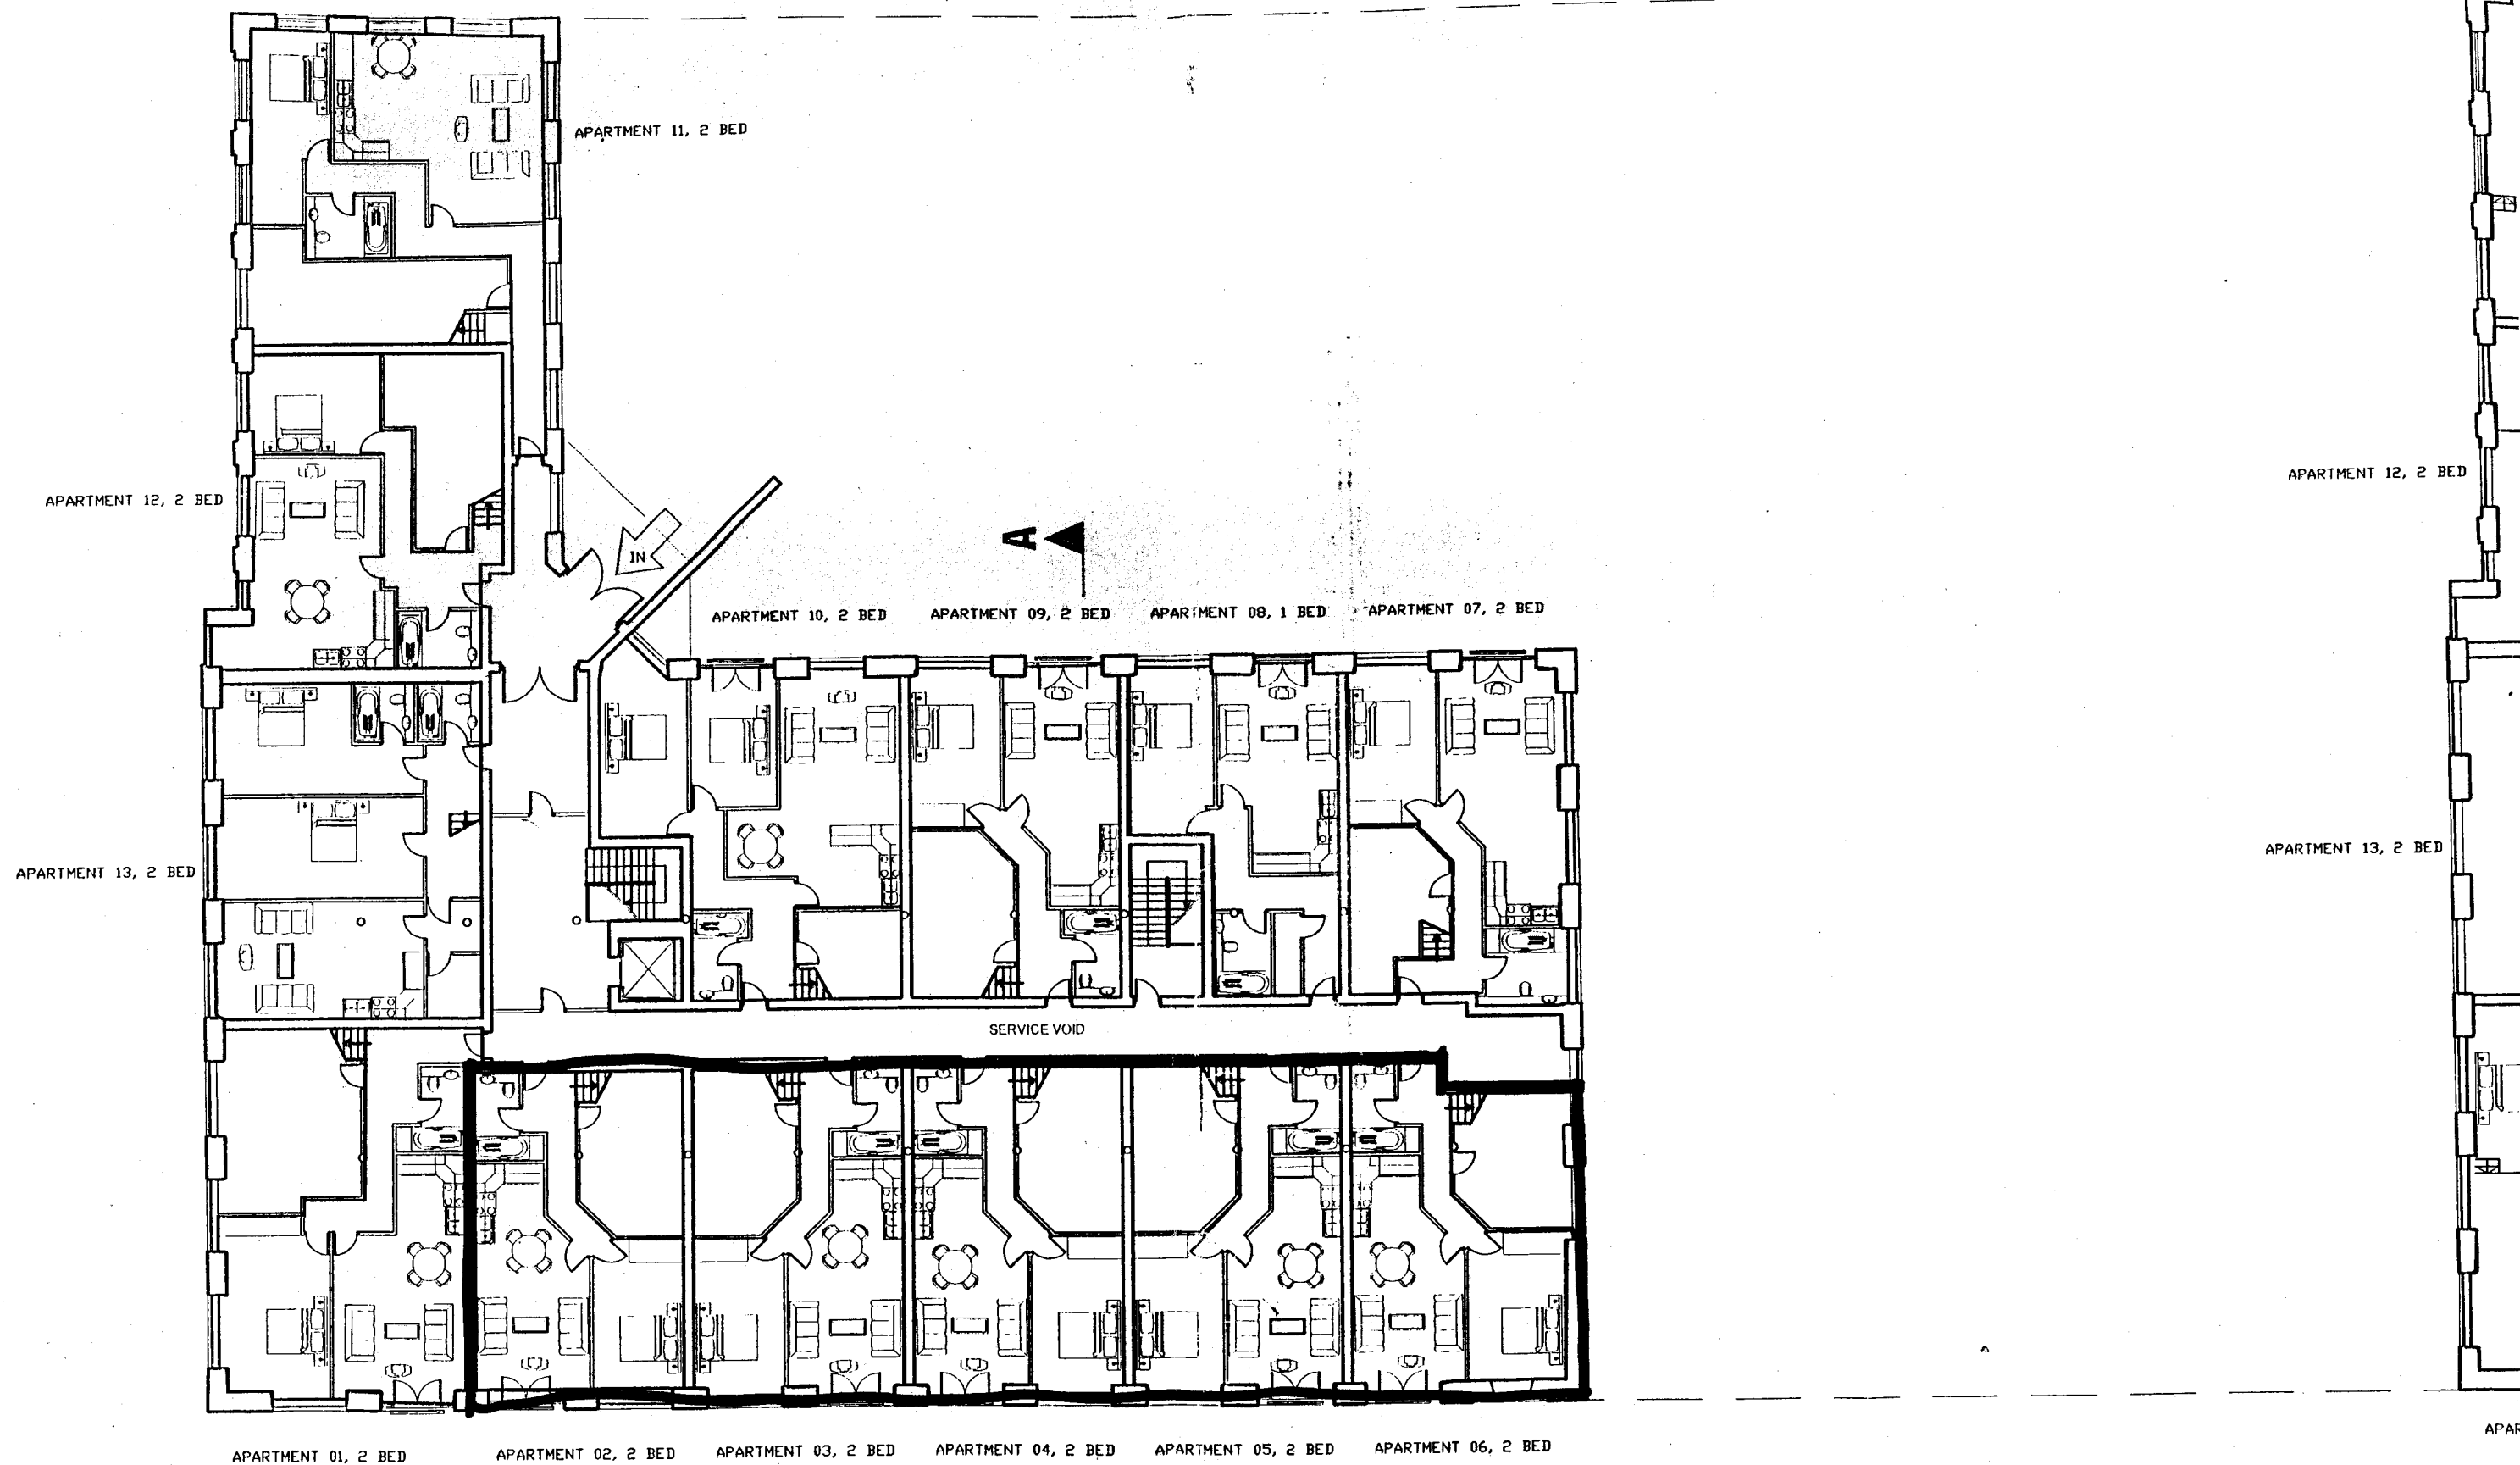 APARTMENT 11, 2 BED
APARTMENT 12, 2 BED
APARTMENT 12, 2 BED
IN
A
APARTMENT 10, 2 BED
APARTMENT 09, 2 BED
APARTMENT 08, 1 BED
APARTMENT 07, 2 BED
APARTMENT 13, 2 BED
APARTMENT 13, 2 BED
SERVICE VOID
APARTMENT 01, 2 BED
APARTMENT 02, 2 BED
APARTMENT 03, 2 BED
APARTMENT 04, 2 BED
APARTMENT 05, 2 BED
APARTMENT 06, 2 BED